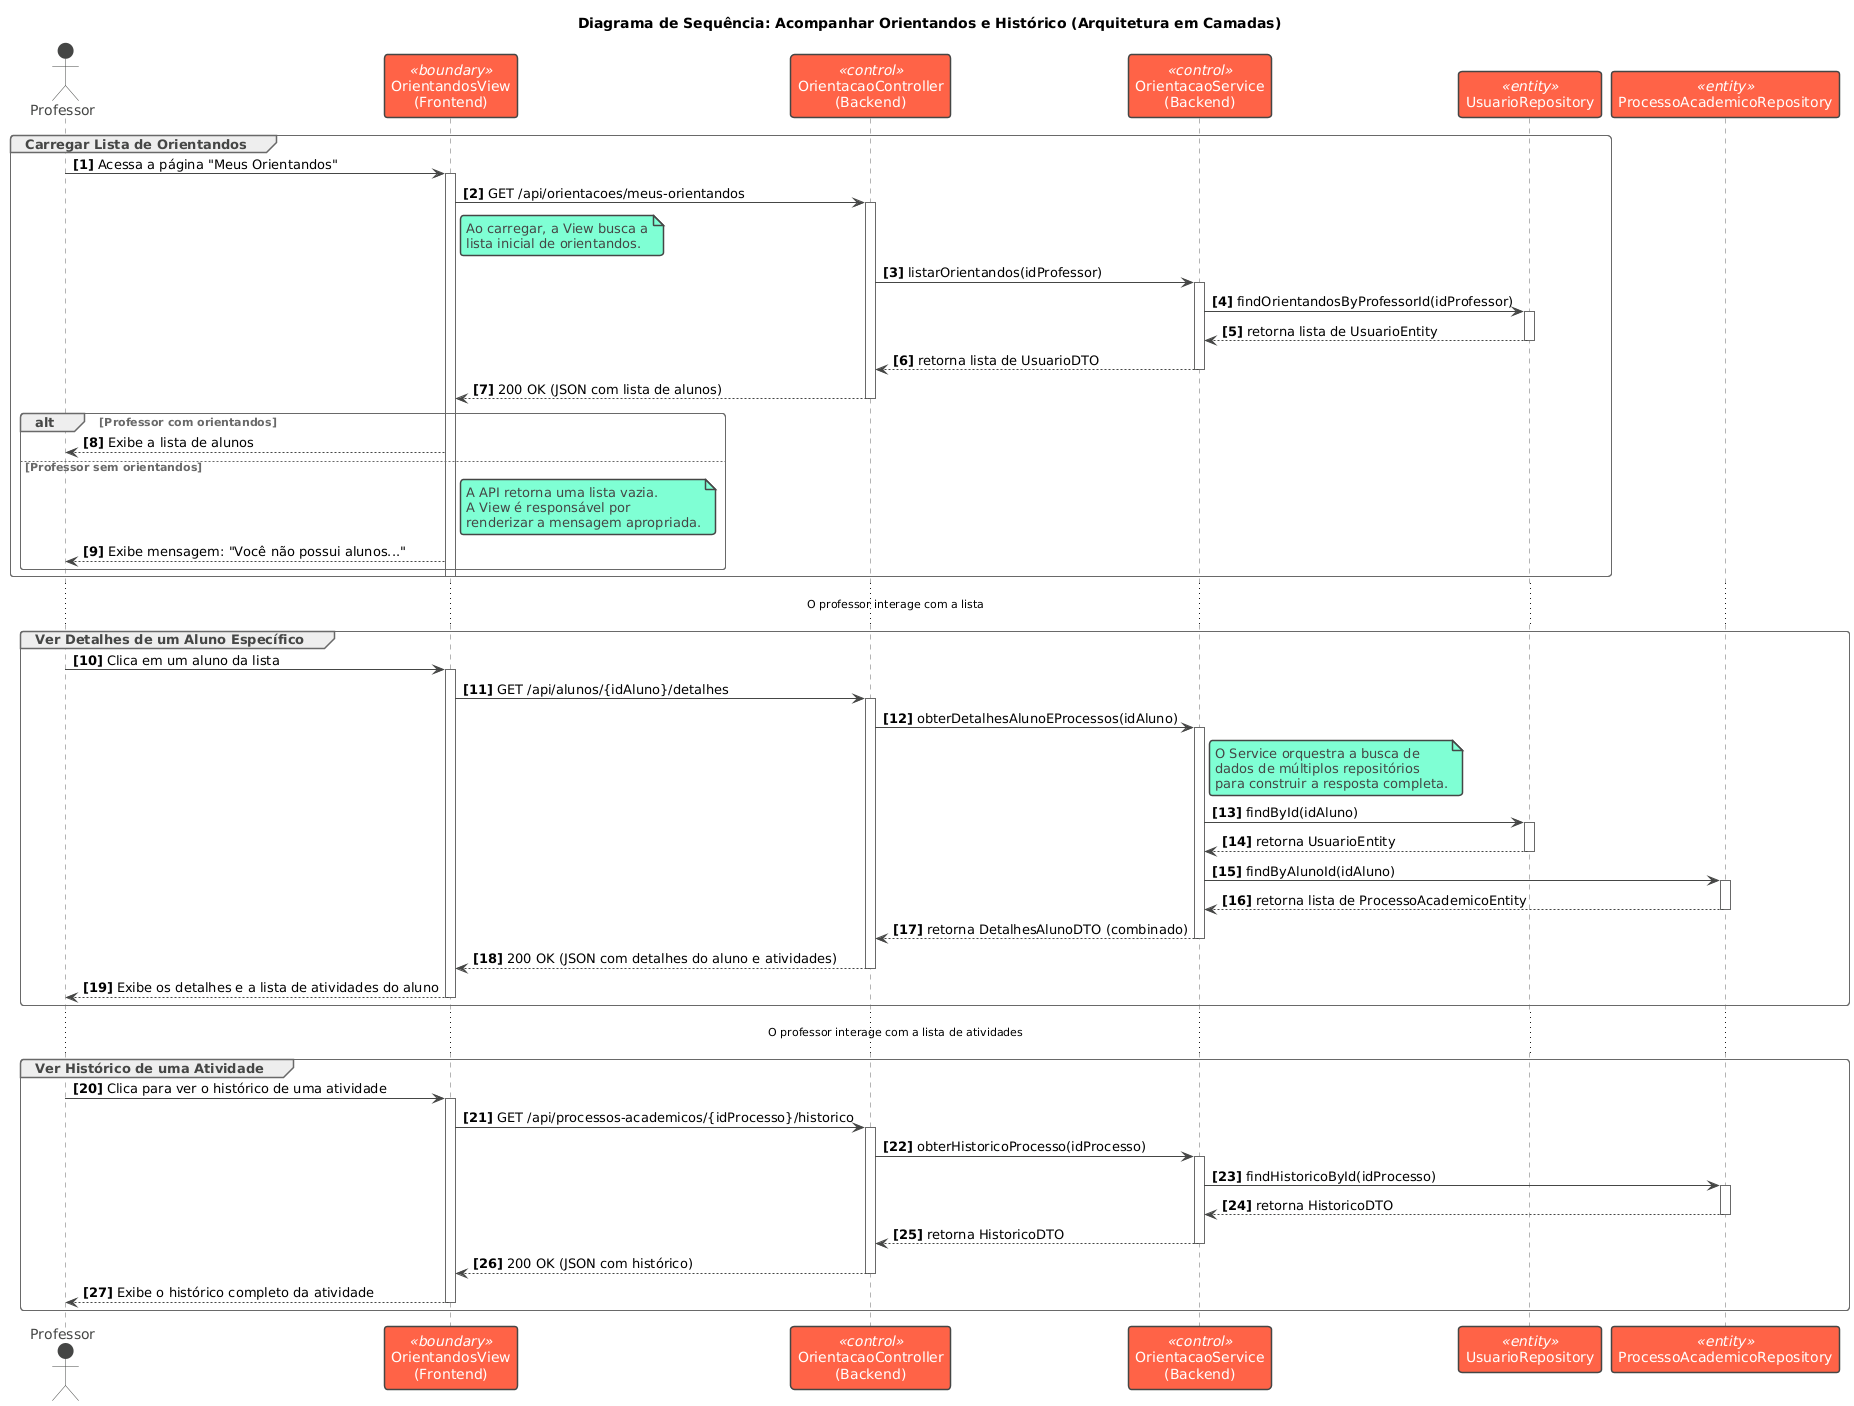 Diagrama de Sequência: Acompanhar Orientandos e Histórico (Arquitetura em Camadas)
Professor
«boundary»
OrientandosView
(Frontend)
«control»
OrientacaoController
(Backend)
«control»
OrientacaoService
(Backend)
«entity»
UsuarioRepository
«entity»
ProcessoAcademicoRepository
Carregar Lista de Orientandos
[1] Acessa a página "Meus Orientandos"
[2] GET /api/orientacoes/meus-orientandos
Ao carregar, a View busca a
lista inicial de orientandos.
[3] listarOrientandos(idProfessor)
[4] findOrientandosByProfessorId(idProfessor)
[5] retorna lista de UsuarioEntity
[6] retorna lista de UsuarioDTO
[7] 200 OK (JSON com lista de alunos)
alt [Professor com orientandos]
[8] Exibe a lista de alunos
[Professor sem orientandos]
A API retorna uma lista vazia.
A View é responsável por
renderizar a mensagem apropriada.
[9] Exibe mensagem: "Você não possui alunos..."
O professor interage com a lista
Ver Detalhes de um Aluno Específico
[10] Clica em um aluno da lista
[11] GET /api/alunos/{idAluno}/detalhes
[12] obterDetalhesAlunoEProcessos(idAluno)
O Service orquestra a busca de
dados de múltiplos repositórios
para construir a resposta completa.
[13] findById(idAluno)
[14] retorna UsuarioEntity
[15] findByAlunoId(idAluno)
[16] retorna lista de ProcessoAcademicoEntity
[17] retorna DetalhesAlunoDTO (combinado)
[18] 200 OK (JSON com detalhes do aluno e atividades)
[19] Exibe os detalhes e a lista de atividades do aluno
O professor interage com a lista de atividades
Ver Histórico de uma Atividade
[20] Clica para ver o histórico de uma atividade
[21] GET /api/processos-academicos/{idProcesso}/historico
[22] obterHistoricoProcesso(idProcesso)
[23] findHistoricoById(idProcesso)
[24] retorna HistoricoDTO
[25] retorna HistoricoDTO
[26] 200 OK (JSON com histórico)
[27] Exibe o histórico completo da atividade
Professor
«boundary»
OrientandosView
(Frontend)
«control»
OrientacaoController
(Backend)
«control»
OrientacaoService
(Backend)
«entity»
UsuarioRepository
«entity»
ProcessoAcademicoRepository